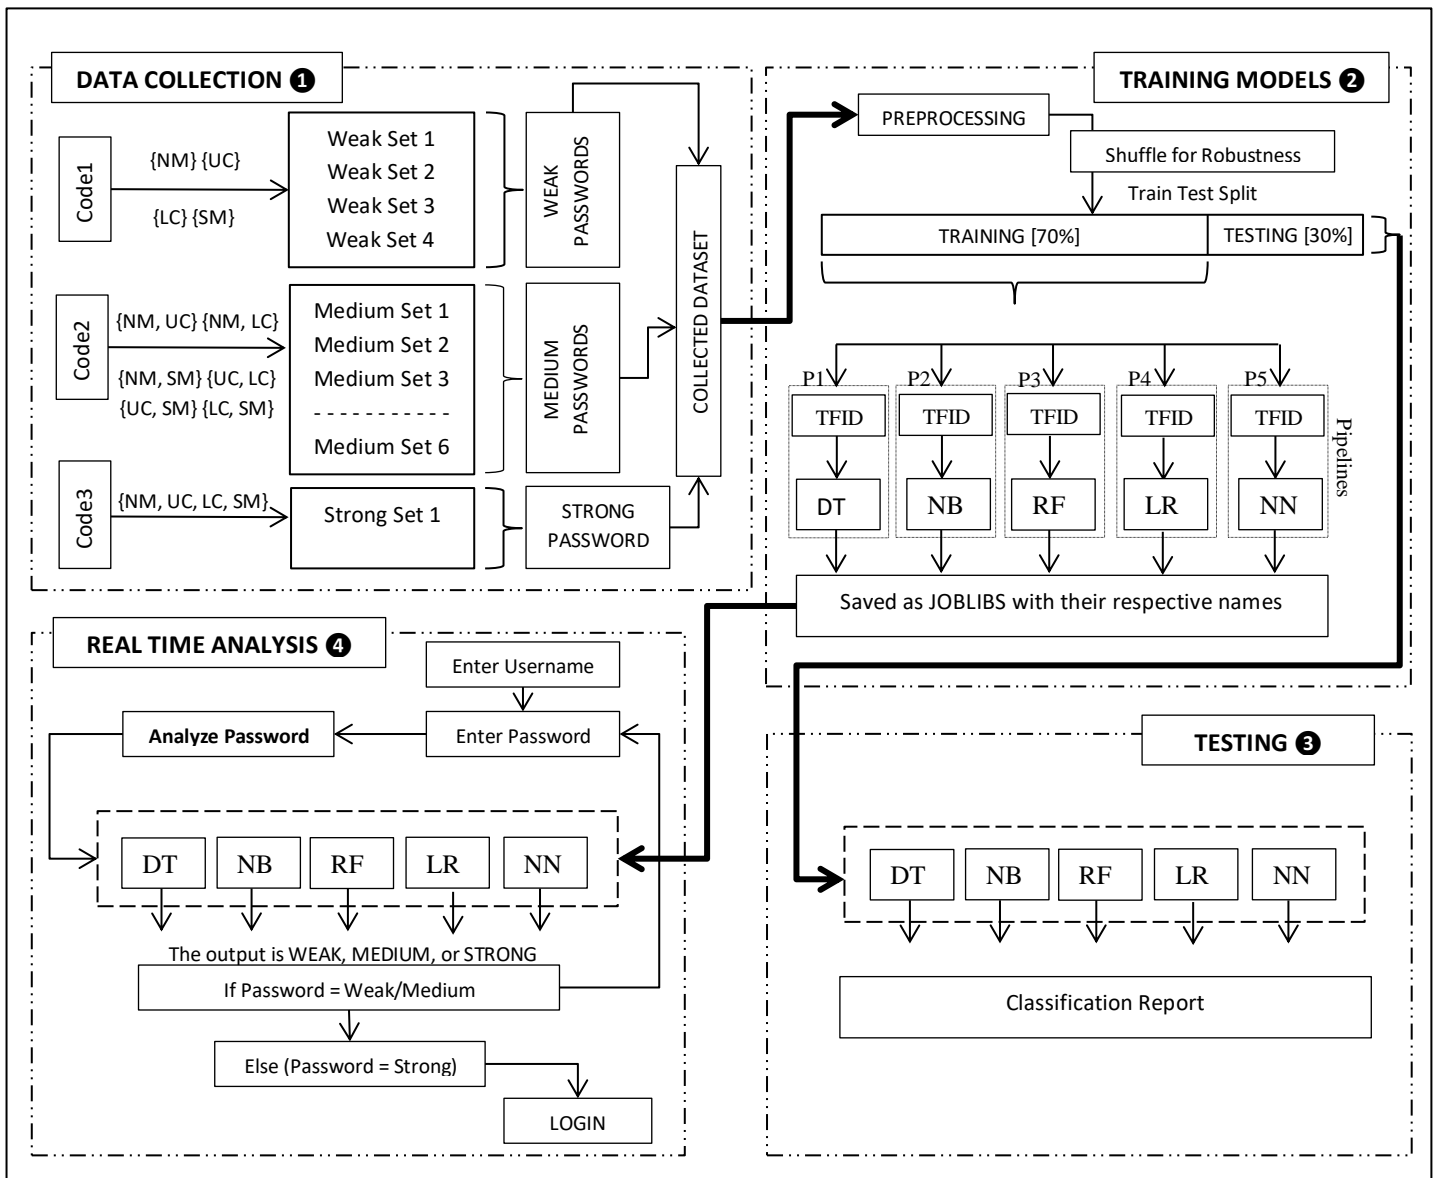 DATA COLLECTION ❶
Code1
{NM} {UC}
{LC} {SM}
Weak Set 1
Weak Set 2
Weak Set 3
Weak Set 4
WEAK
PASSWORDS
Code2
{NM, UC} {NM, LC}
{NM, SM} {UC, LC}
{UC, SM} {LC, SM}
Medium Set 1
Medium Set 2
Medium Set 3
- - - - - - - - - - -
Medium Set 6
MEDIUM
PASSWORDS
Code3
{NM, UC, LC, SM}
Strong Set 1
STRONG
PASSWORD
COLLECTED DATASET
TRAINING MODELS ❷
PREPROCESSING
Shuffle for Robustness
Train Test Split
TRAINING [70%]
TESTING [30%]
P1
P2
P3
P4
P5
TFID
TFID
TFID
TFID
TFID
DT
NB
RF
LR
NN
Pipelines
Saved as JOBLIBS with their respective names
REAL TIME ANALYSIS ❹
Enter Username
Enter Password
Analyze Password
DT
NB
RF
LR
NN
The output is WEAK, MEDIUM, or STRONG
If Password = Weak/Medium
Else (Password = Strong)
LOGIN
TESTING ❸
DT
NB
RF
LR
NN
Classification Report